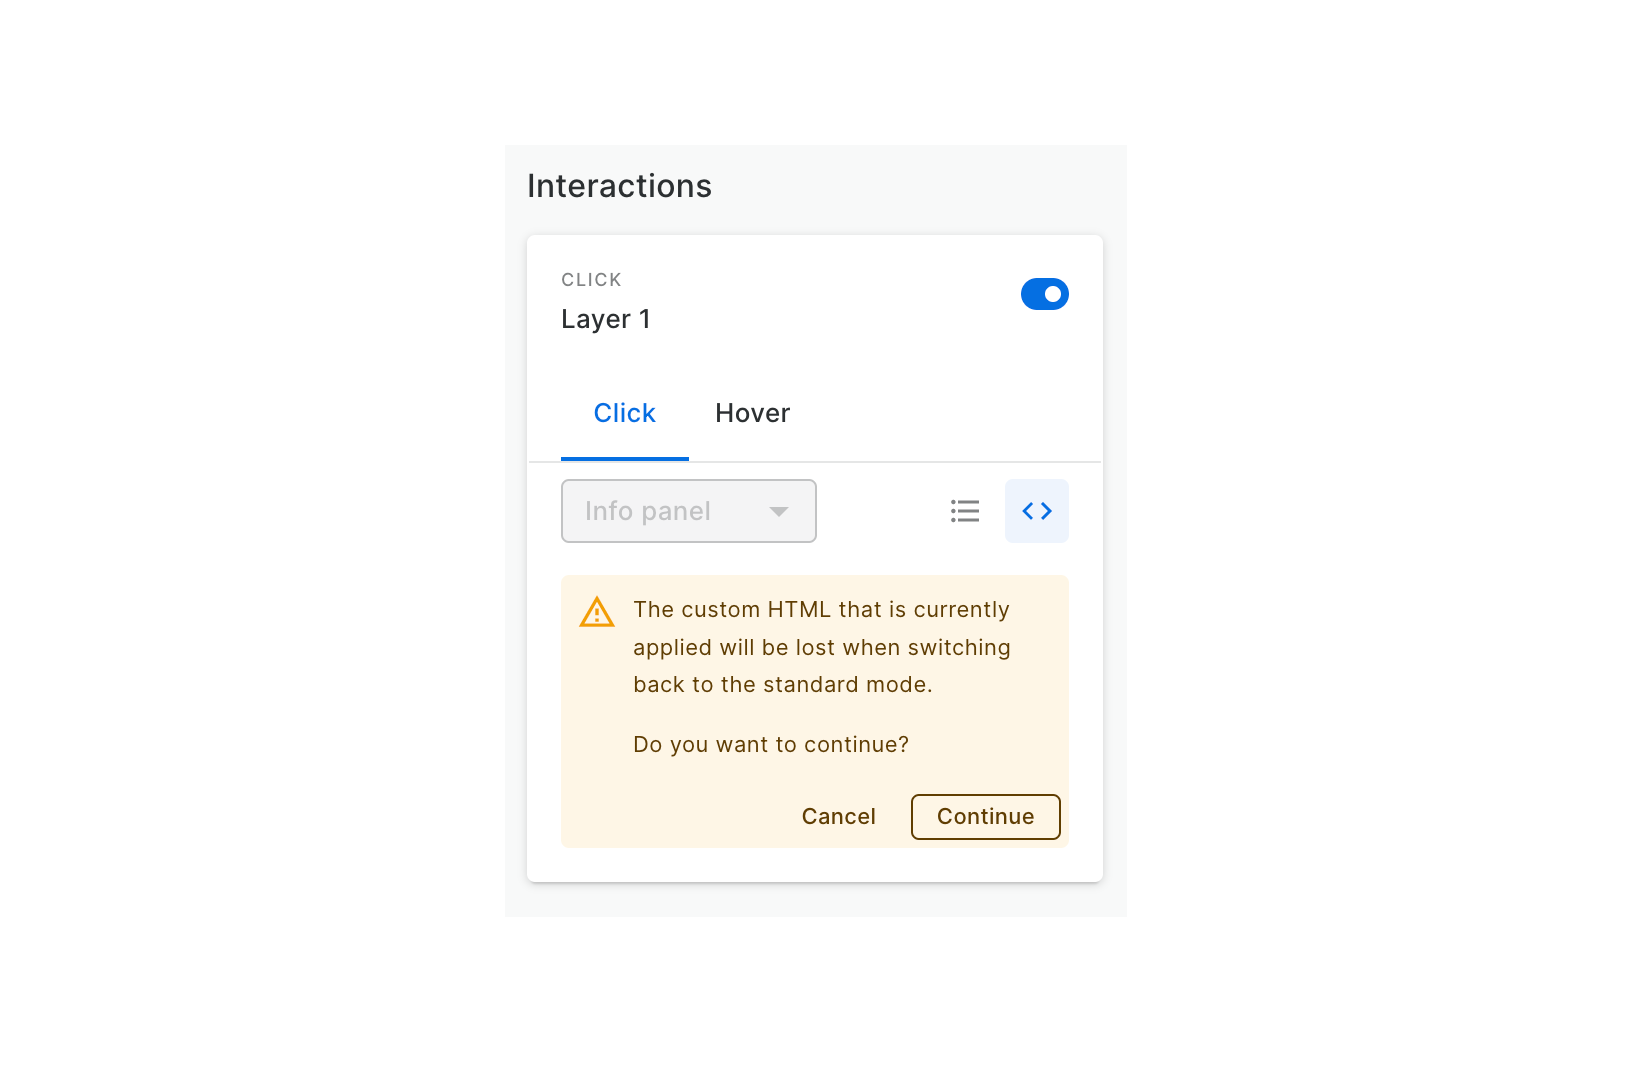 Interactions
CLICK
Layer 1
Click Hover
Info panel
The custom HTML that is currently
applied will be lost when switching
back to the standard mode.
Do you want to continue?
Cancel Continue